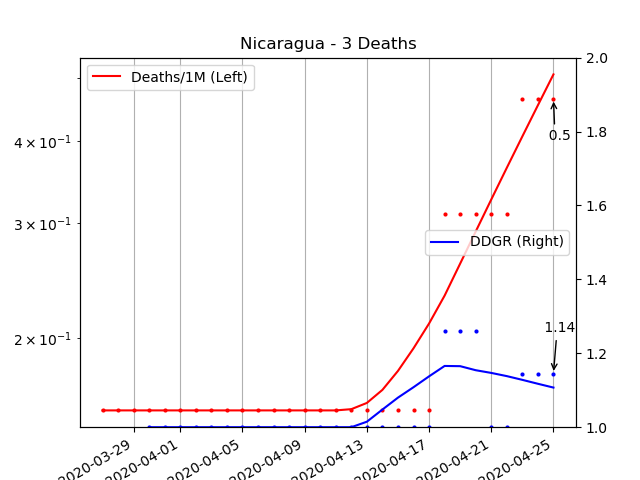 Nicaragua - 3 Deaths
Deaths/1M (Left)
DDGR (Right)
4 × 10⁻¹
3 × 10⁻¹
2 × 10⁻¹
2.0
1.8
1.6
1.4
1.2
1.0
0.5
1.14
2020-03-29
2020-04-01
2020-04-05
2020-04-09
2020-04-13
2020-04-17
2020-04-21
2020-04-25